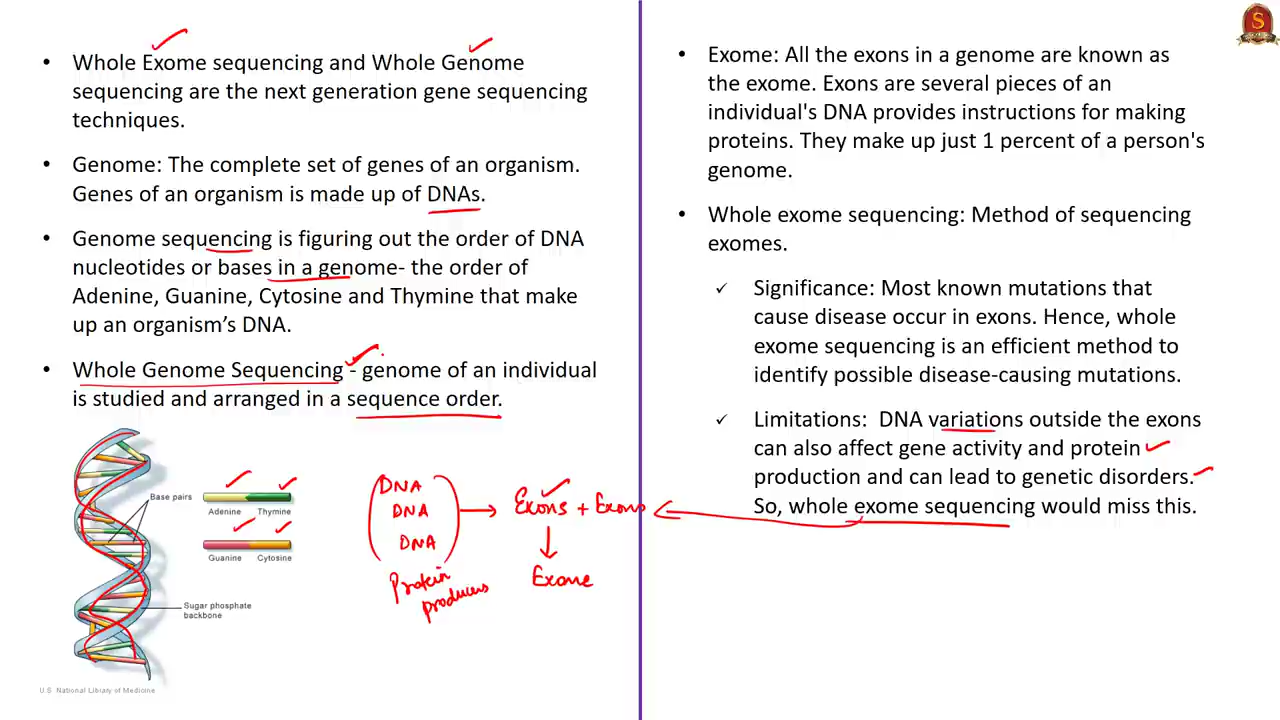 • Whole Exome sequencing and Whole Genome
sequencing are the next generation gene sequencing
techniques.
• Genome: The complete set of genes of an organism.
Genes of an organism is made up of DNAs.
• Genome sequencing is figuring out the order of DNA
nucleotides or bases in a genome- the order of
Adenine, Guanine, Cytosine and Thymine that make
up an organism's DNA.
• Whole Genome Sequencing - genome of an individual
is studied and arranged in a sequence order.
Base pairs
Adenine Thymine
Guanine Cytosine
Sugar phosphate
backbone
U.S. National Library of Medicine
DNA
DNA
DNA
Protein
producers
Exons + Exons
Exome
• Exome: All the exons in a genome are known as
the exome. Exons are several pieces of an
individual's DNA provides instructions for making
proteins. They make up just 1 percent of a person's
genome.
• Whole exome sequencing: Method of sequencing
exomes.
✓ Significance: Most known mutations that
cause disease occur in exons. Hence, whole
exome sequencing is an efficient method to
identify possible disease-causing mutations.
✓ Limitations: DNA variations outside the exons
can also affect gene activity and protein
production and can lead to genetic disorders.
So, whole exome sequencing would miss this.
S